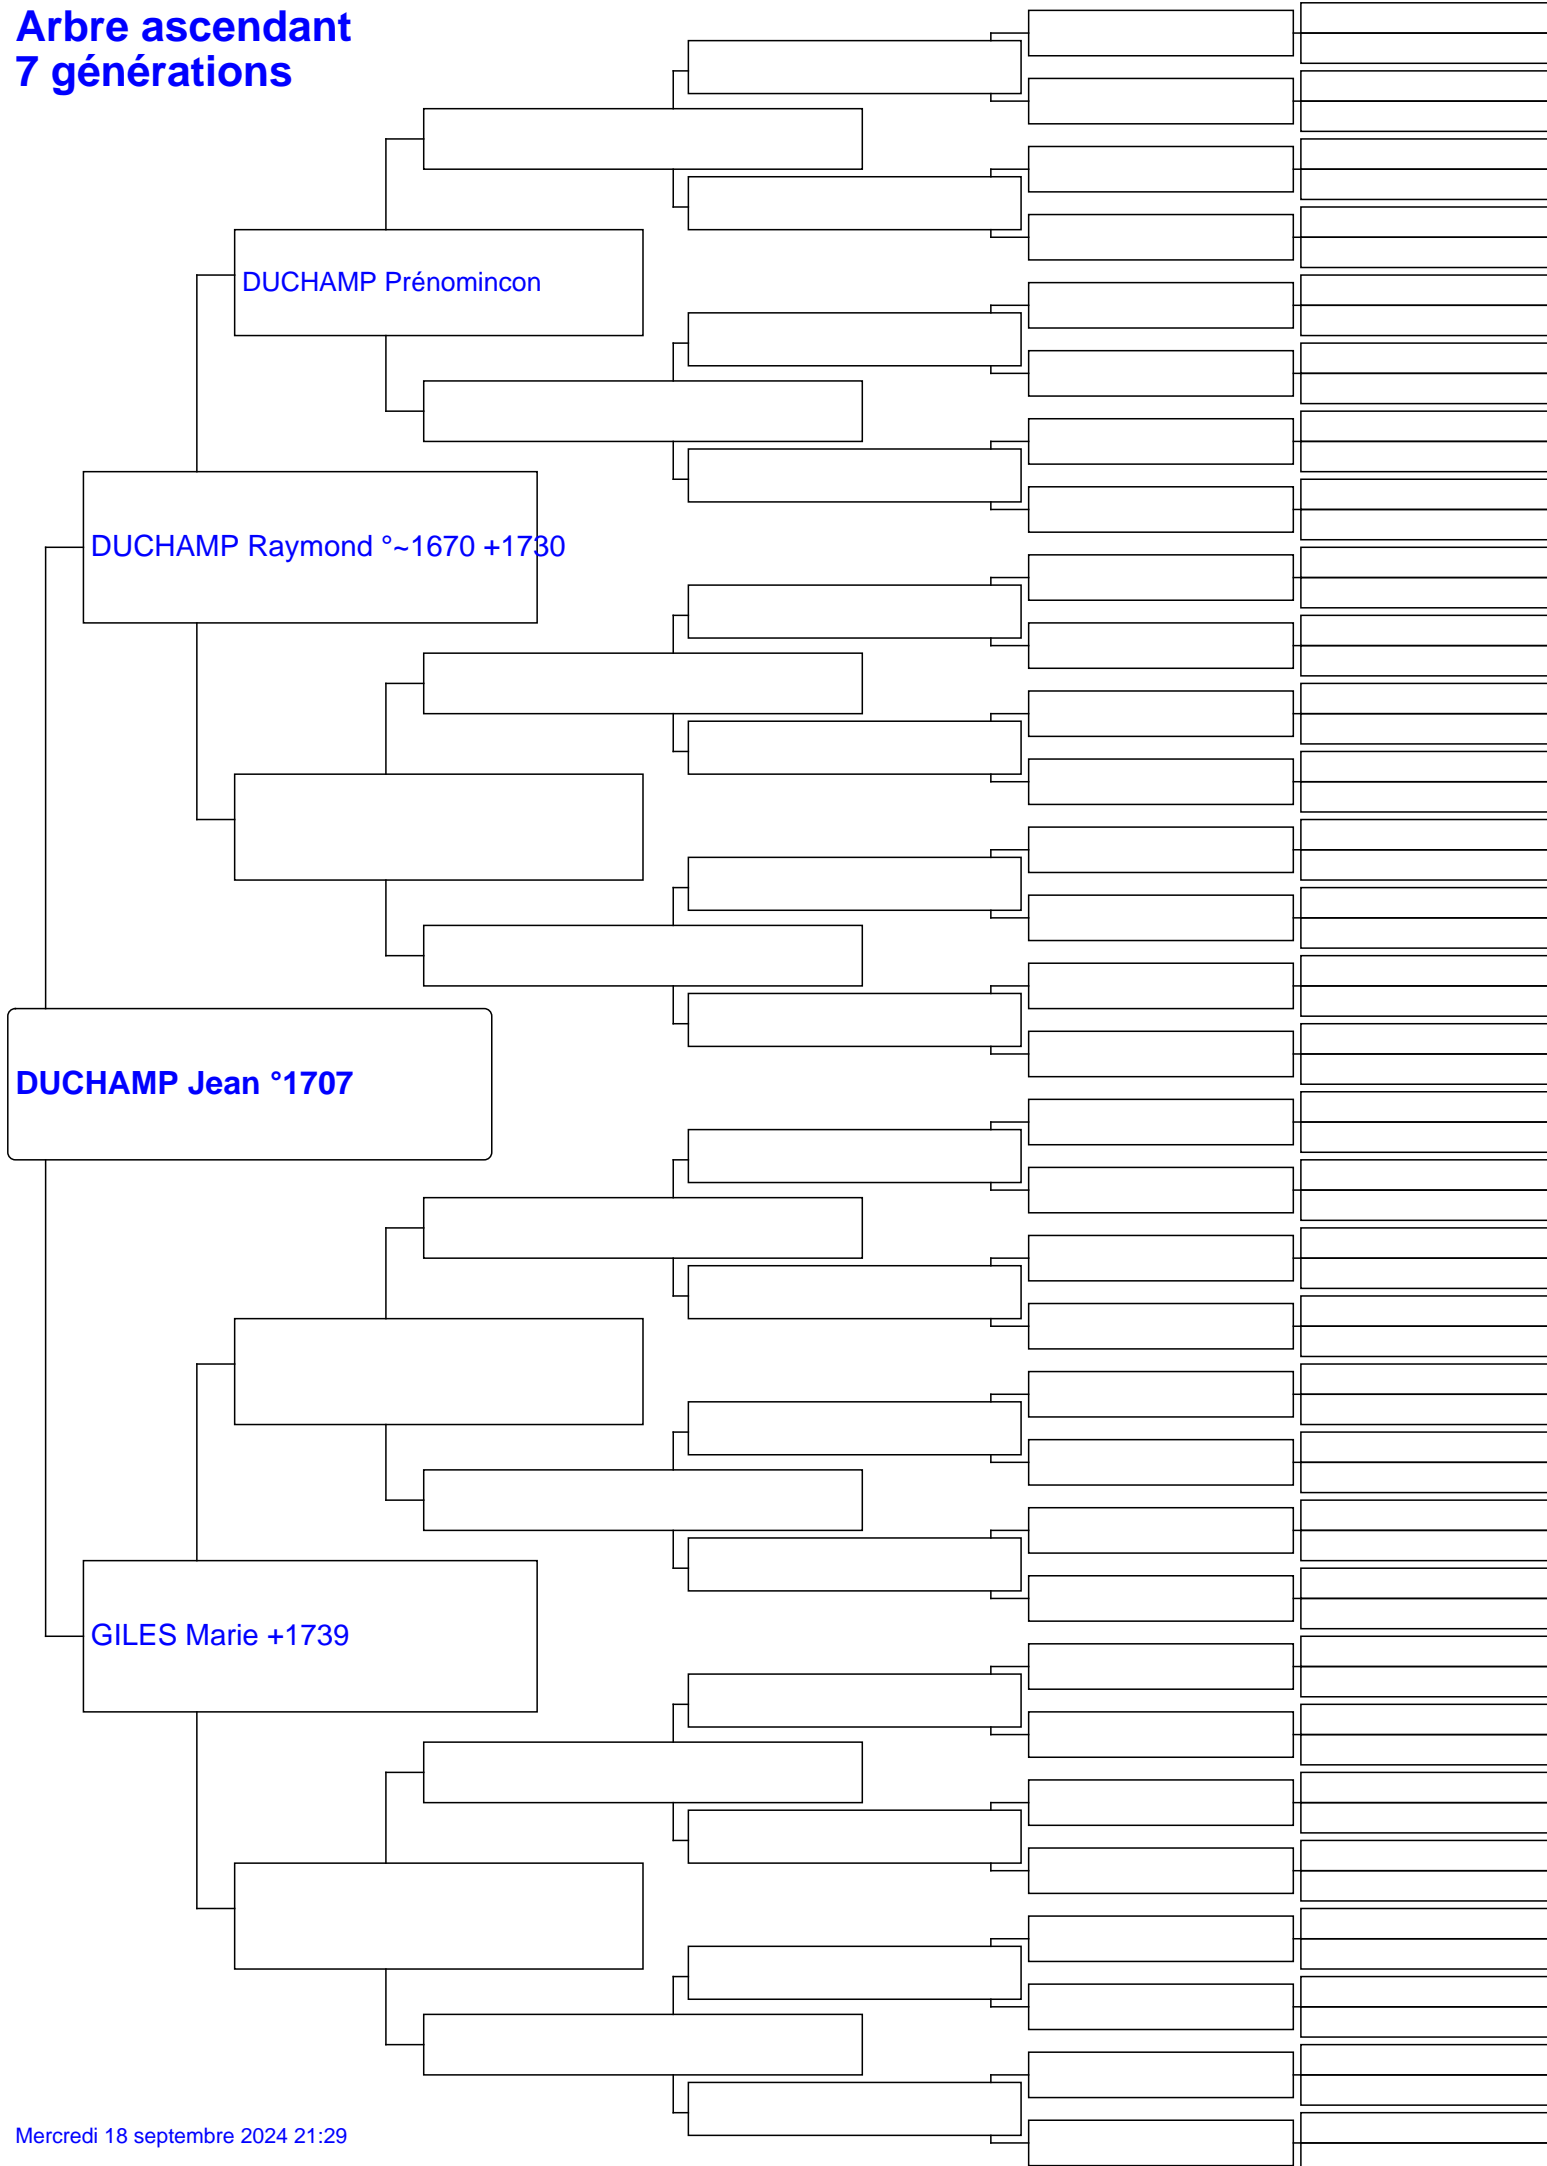 Arbre ascendant
7 générations
DUCHAMP Prénomincon
DUCHAMP Raymond °~1670 +1730
DUCHAMP Jean °1707
GILES Marie +1739
Mercredi 18 septembre 2024 21:29